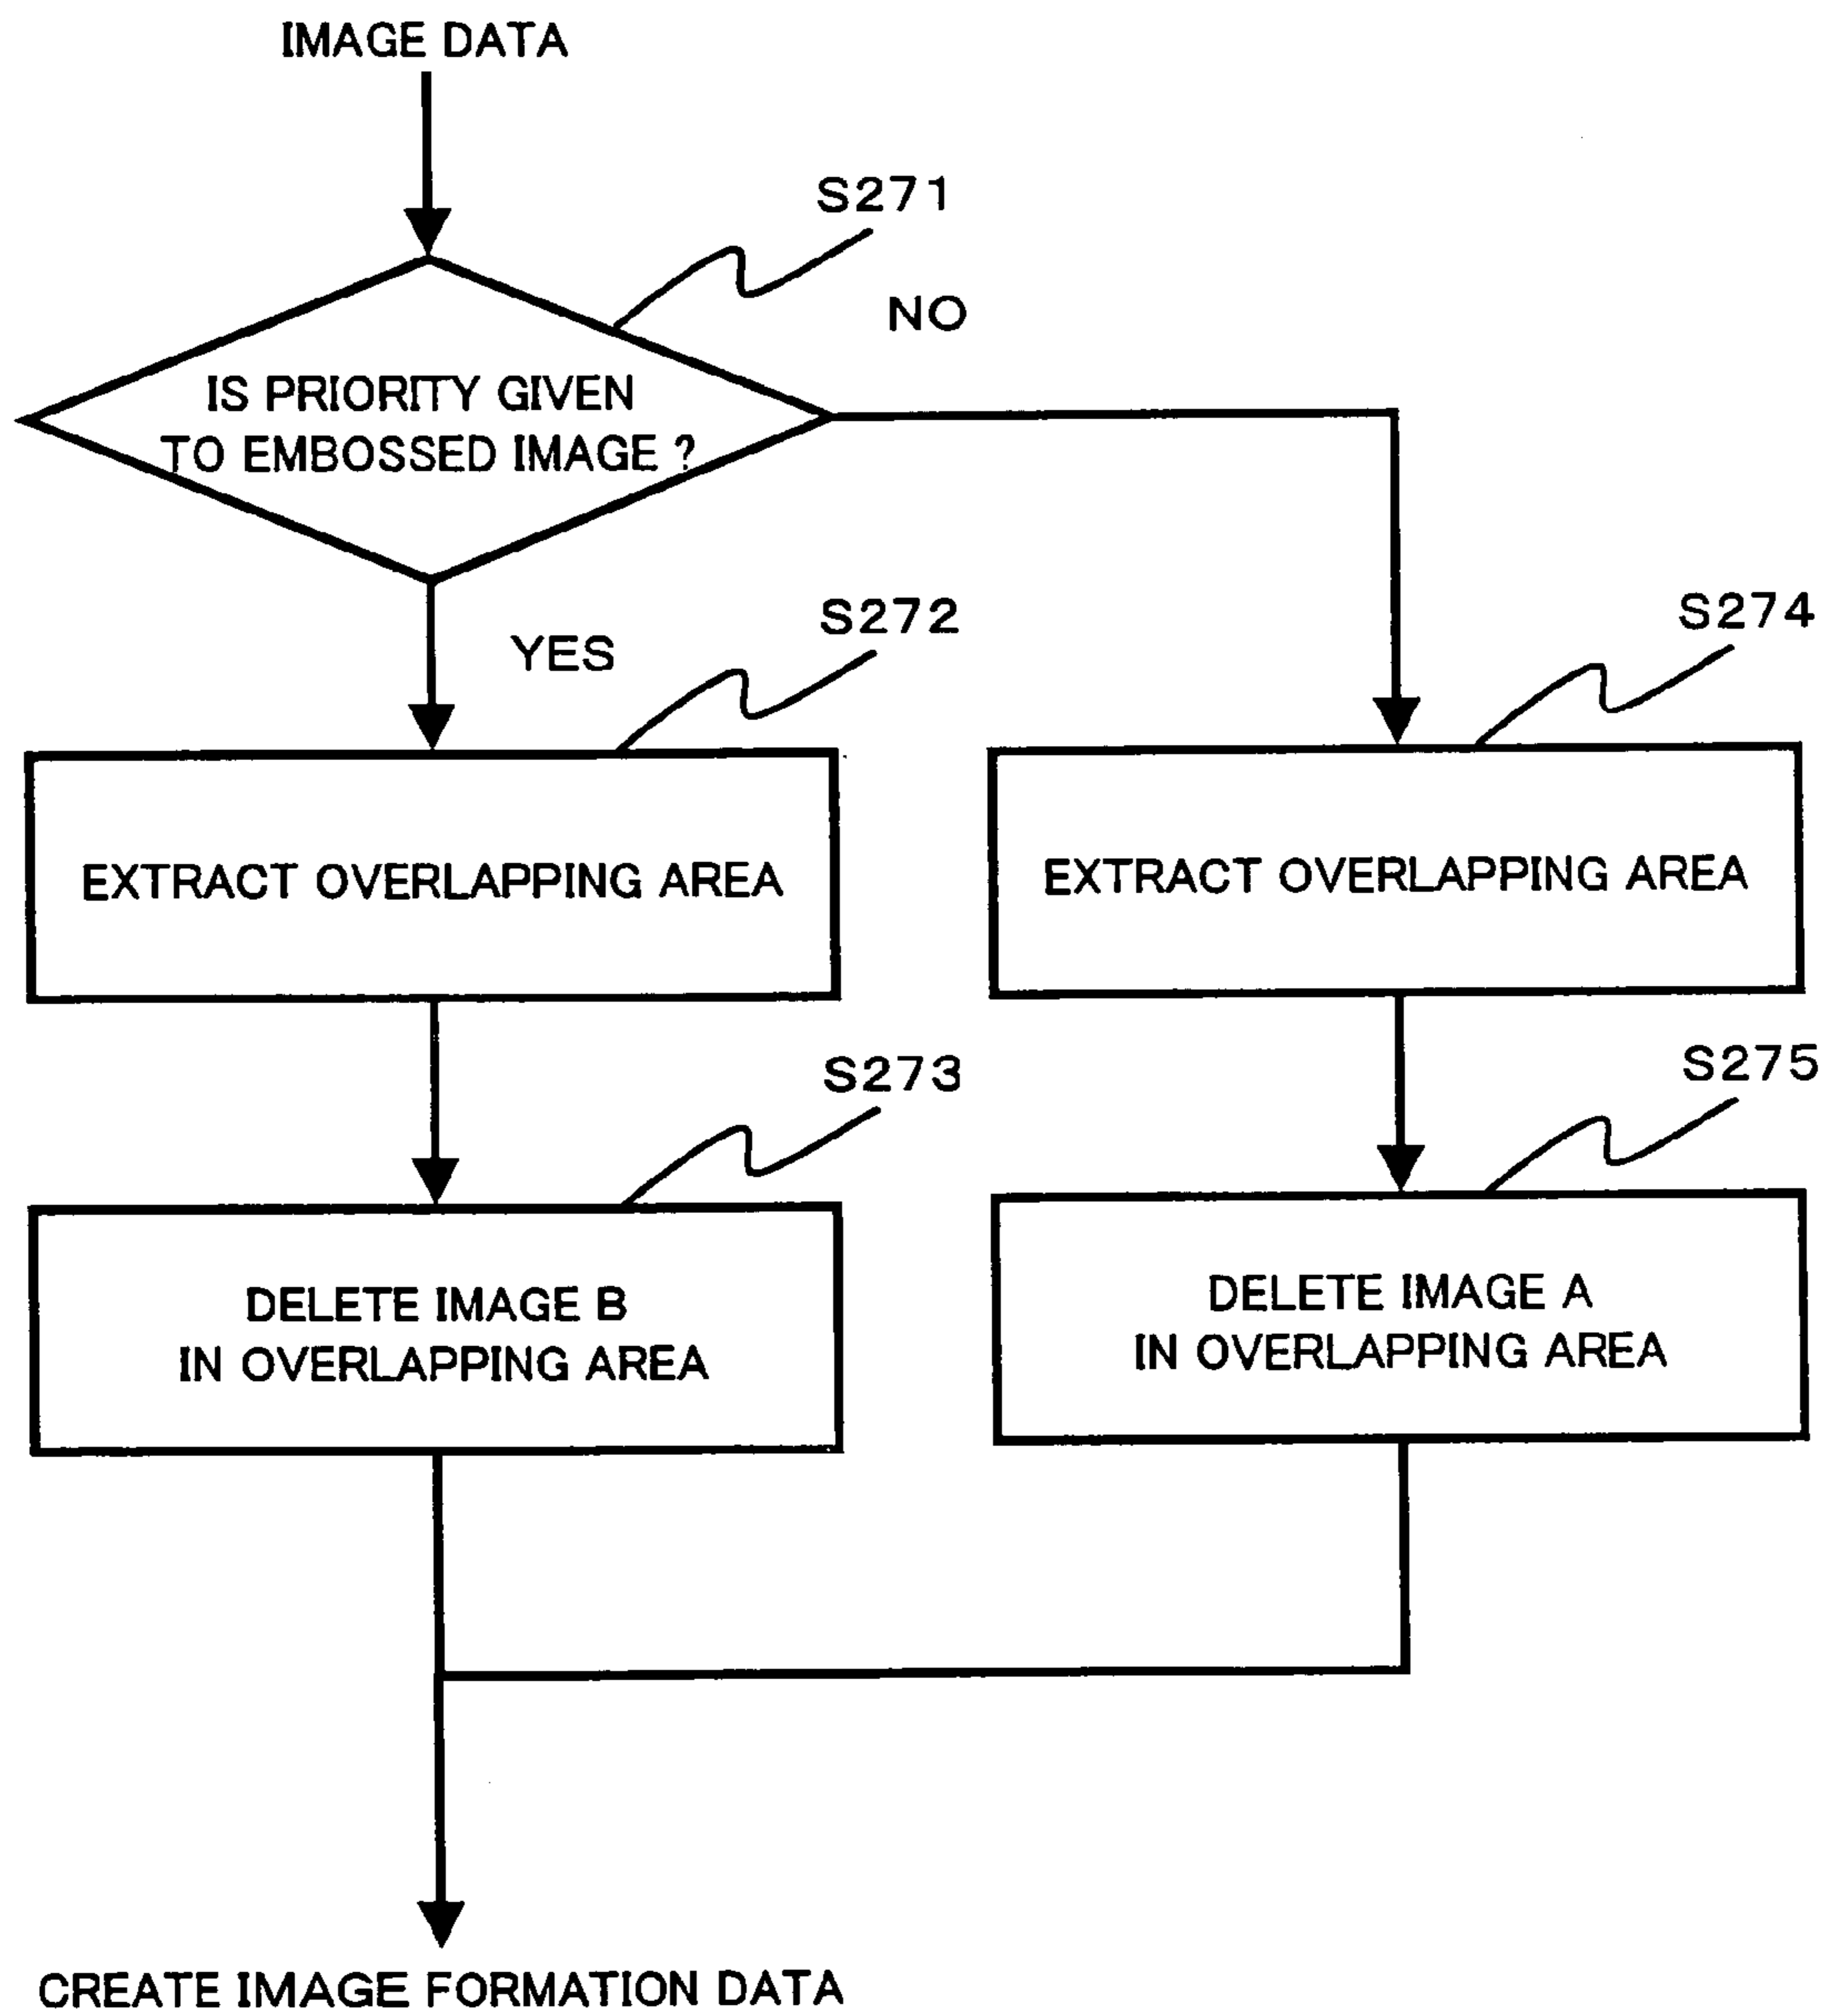 IMAGE DATA
S271
NO
IS PRIORITY GIVEN
TO EMBOSSED IMAGE ?
YES
S272
S274
EXTRACT OVERLAPPING AREA
EXTRACT OVERLAPPING AREA
S273
S275
DELETE IMAGE B
IN OVERLAPPING AREA
DELETE IMAGE A
IN OVERLAPPING AREA
CREATE IMAGE FORMATION DATA